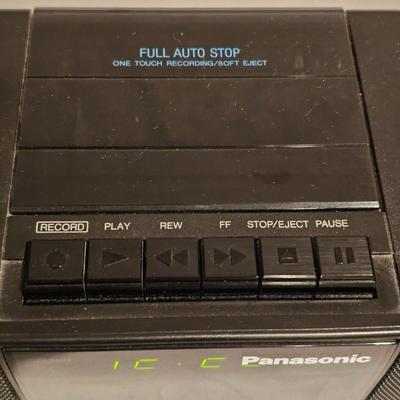 FULL AUTO STOP
ONE TOUCH RECORDING/SOFT EJECT
RECORD PLAY REW FF STOP/EJECT PAUSE
Panasonic